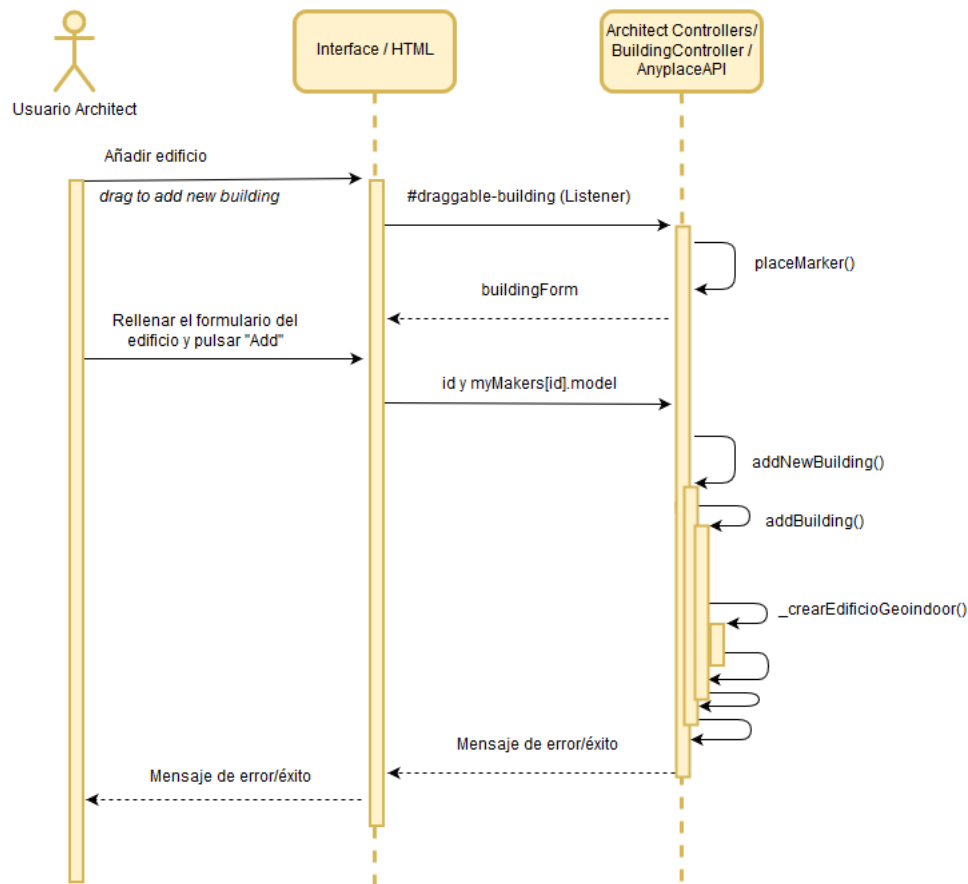 Usuario Architect
Interface / HTML
Architect Controllers/
BuildingController /
AnyplaceAPI
Añadir edificio
drag to add new building
#draggable-building (Listener)
placeMarker()
buildingForm
Rellenar el formulario del
edificio y pulsar "Add"
id y myMakers[id].model
addNewBuilding()
addBuilding()
_crearEdificioGeoindoor()
Mensaje de error/éxito
Mensaje de error/éxito